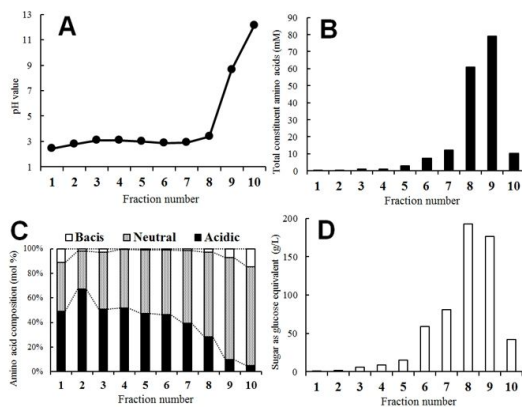 A
pH value
13
11
9
7
5
3
1
1 2 3 4 5 6 7 8 9 10
Fraction number
B
Total constituent amino acids (mM)
90
80
70
60
50
40
30
20
10
0
1 2 3 4 5 6 7 8 9 10
Fraction number
C
Bacis Neutral Acidic
Amino acid composition (mol %)
100%
80%
60%
40%
20%
0%
1 2 3 4 5 6 7 8 9 10
Fraction number
D
Sugar as glucose equivalent (g/L)
200
150
100
50
0
1 2 3 4 5 6 7 8 9 10
Fraction number